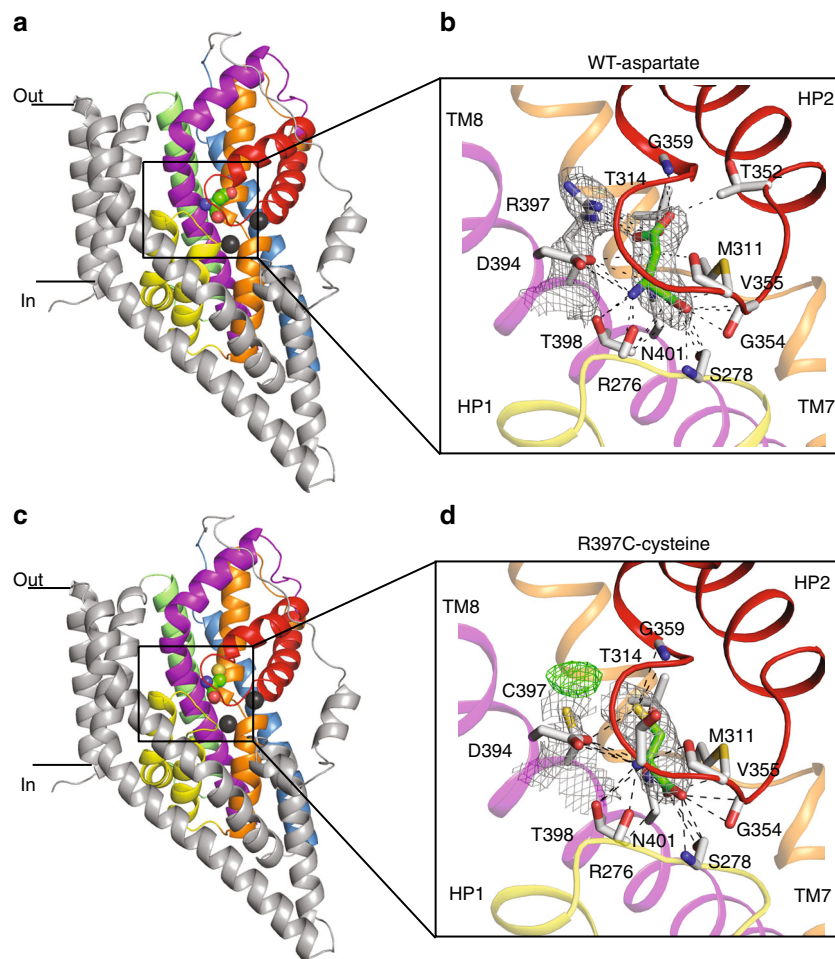 a
Out
In
b
WT-aspartate
HP2
TM8
G359
T352
T314
R397
D394
M311
V355
G354
T398
N401
S278
R276
HP1
TM7
c
Out
In
d
R397C-cysteine
HP2
TM8
G359
T314
C397
D394
M311
V355
G354
T398
N401
S278
R276
HP1
TM7